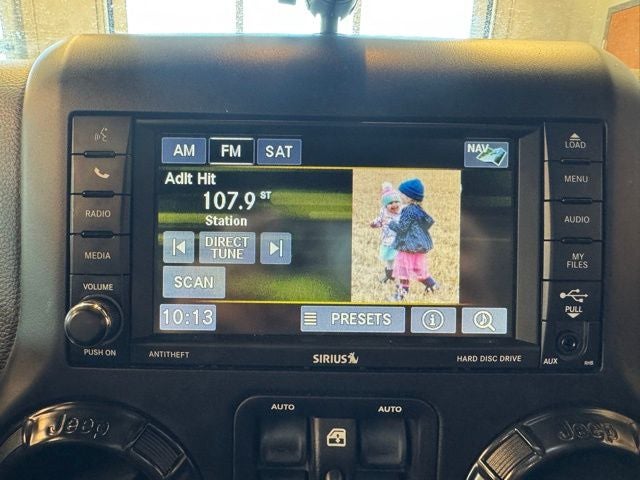 AM FM SAT NAV
LOAD
Adlt Hit
107.9 ST
Station
MENU
RADIO
AUDIO
DIRECT
TUNE
MEDIA
MY
FILES
SCAN
VOLUME
PULL
10:13 PRESETS
PUSH ON
ANTITHEFT SIRIUS HARD DISC DRIVE
AUX
RHB
AUTO AUTO
Jeep Jeep